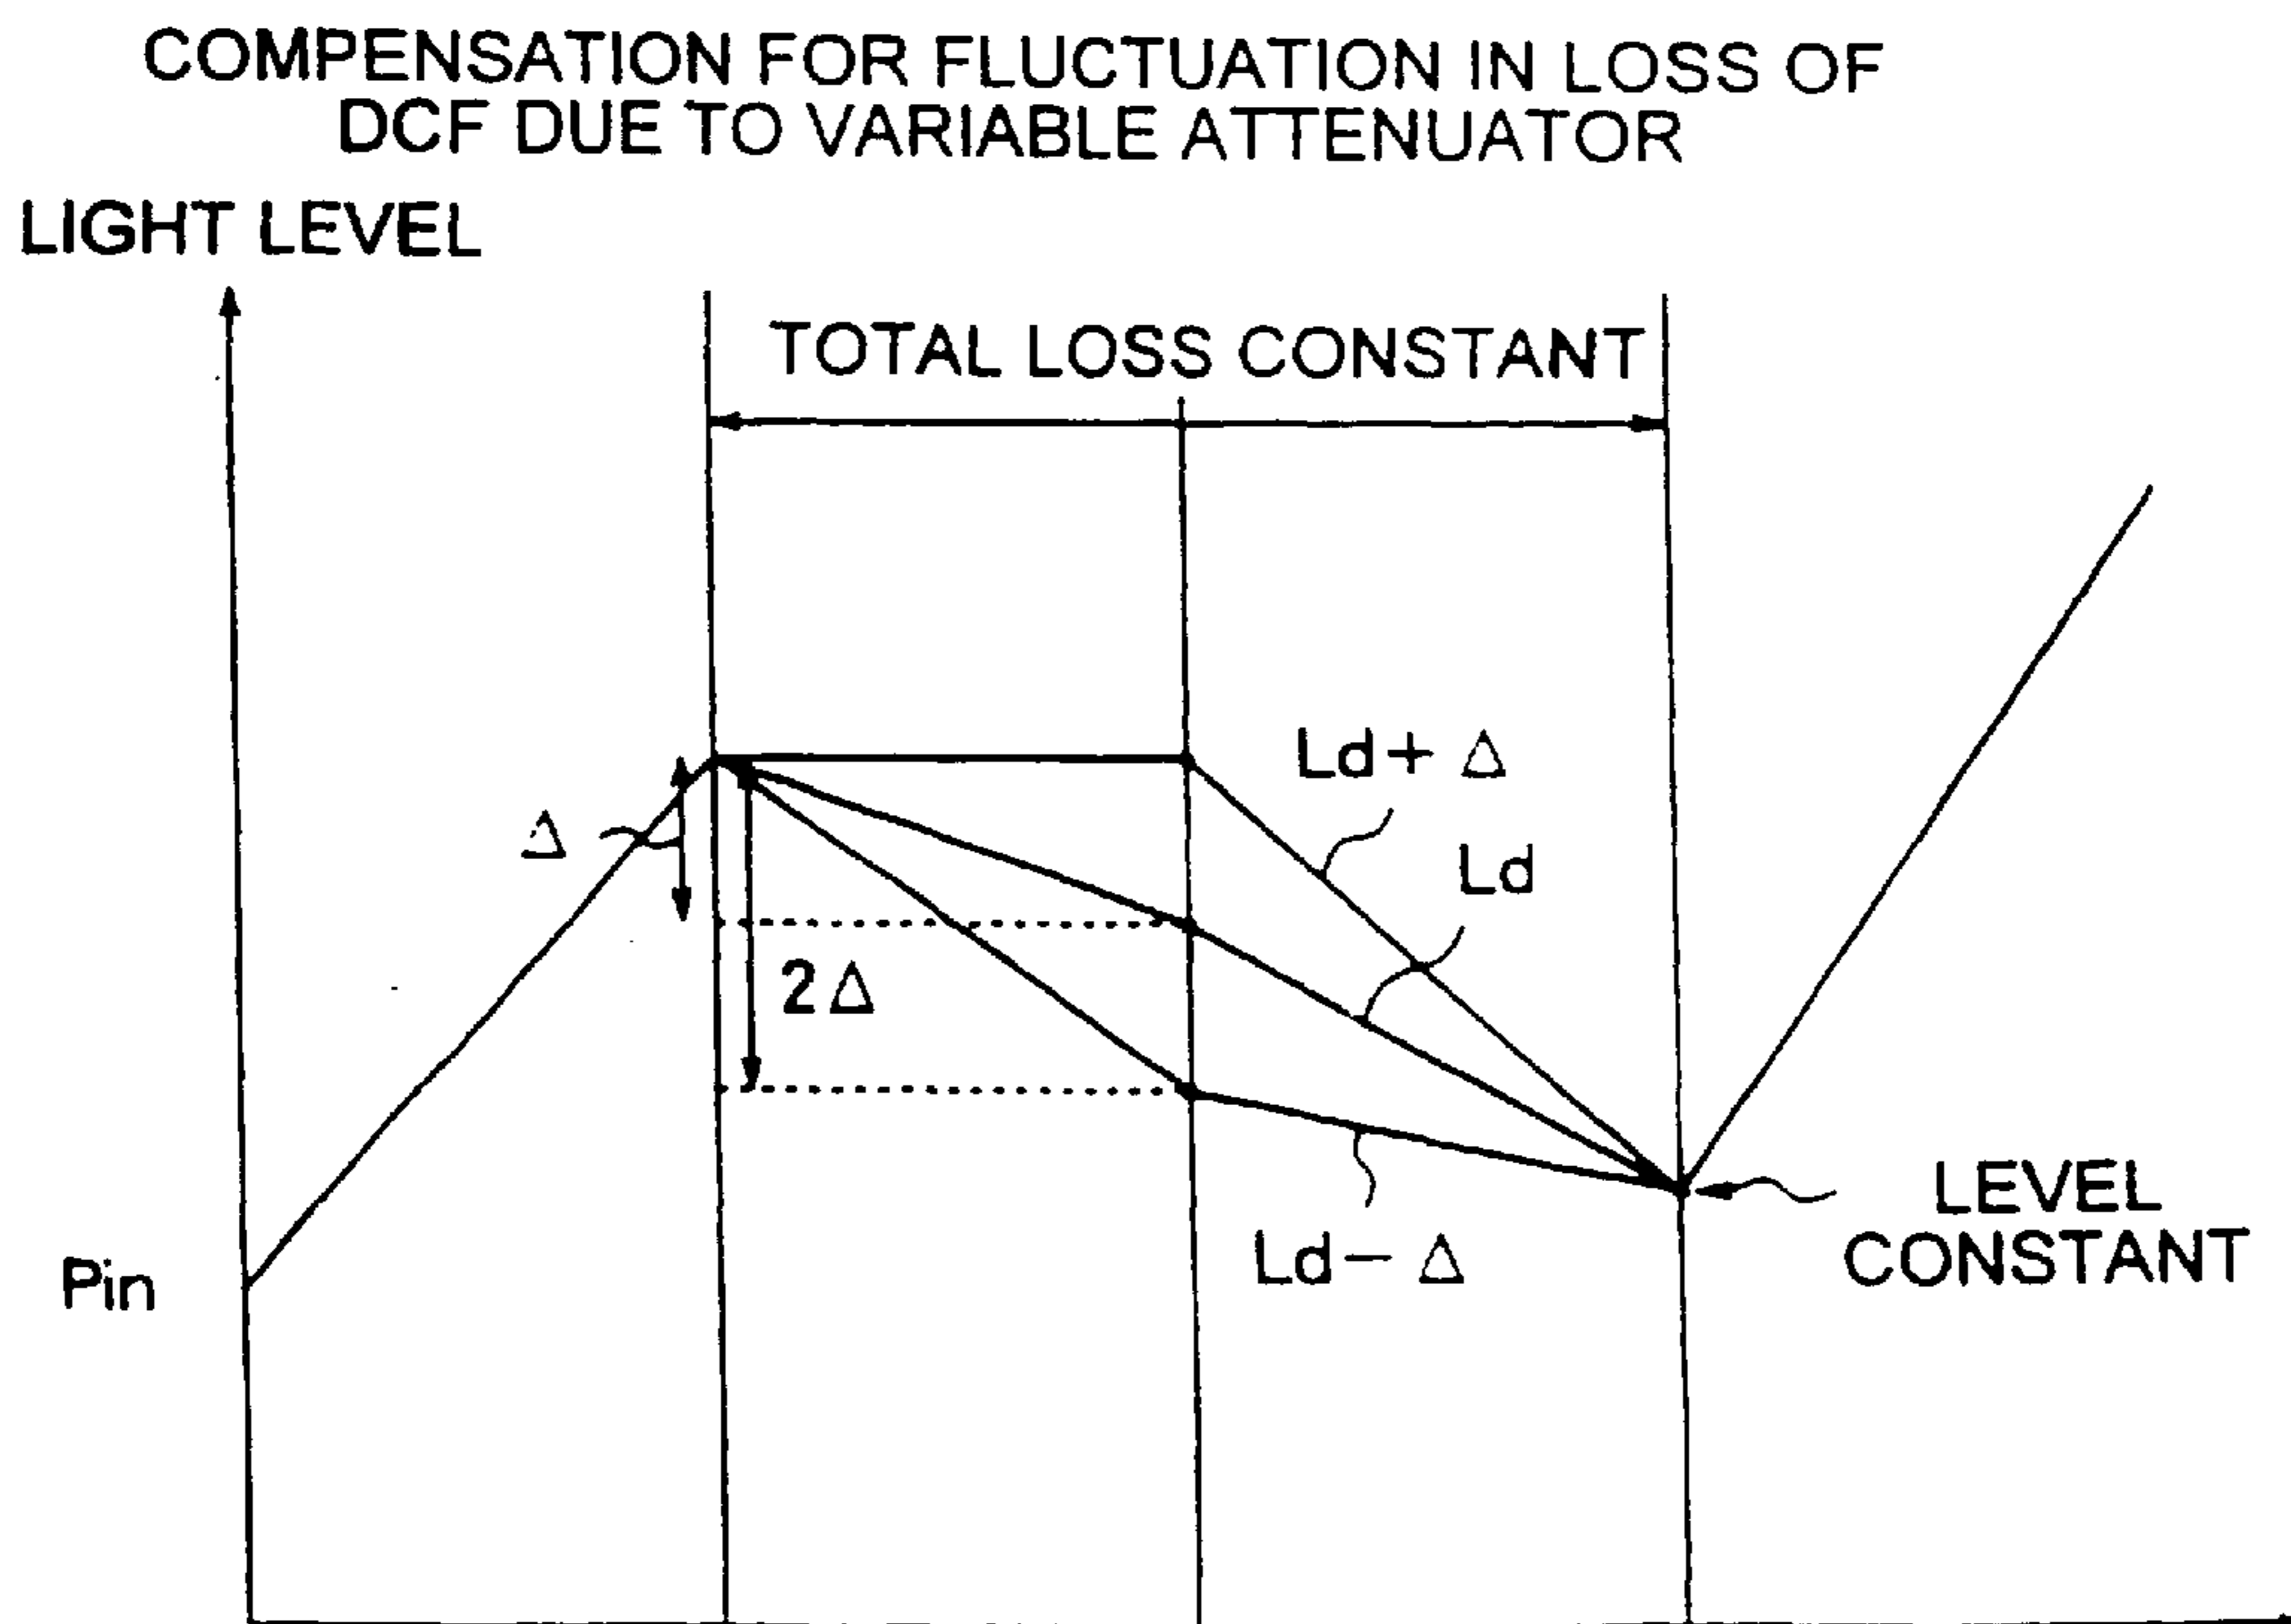 COMPENSATION FOR FLUCTUATION IN LOSS OF
DCF DUE TO VARIABLE ATTENUATOR
LIGHT LEVEL
TOTAL LOSS CONSTANT
Ld+ Δ
Δ
Ld
2Δ
LEVEL
CONSTANT
Ld− Δ
Pin